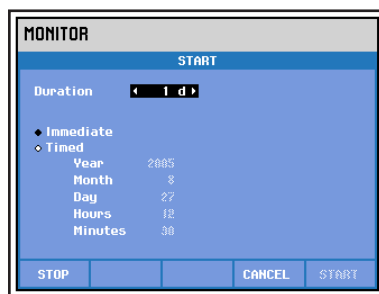 MONITOR
START
Duration 1 d
Immediate
Timed
Year 2005
Month 8
Day 27
Hours 12
Minutes 30
STOP CANCEL START